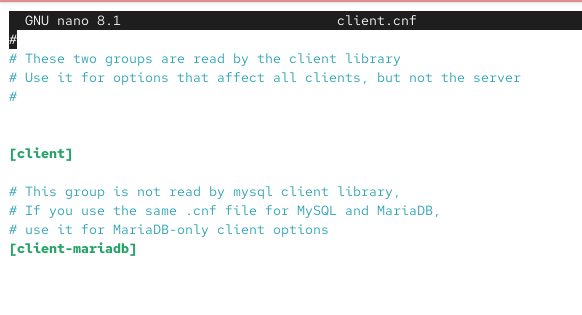 GNU nano 8.1 client.cnf
#
# These two groups are read by the client library
# Use it for options that affect all clients, but not the server
#
[client]
# This group is not read by mysql client library,
# If you use the same .cnf file for MySQL and MariaDB,
# use it for MariaDB-only client options
[client-mariadb]